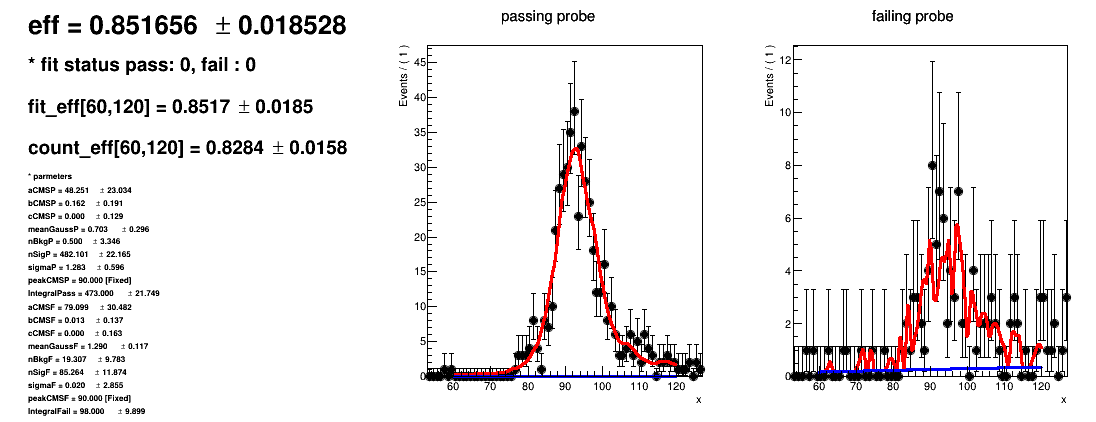 eff = 0.851656 ± 0.018528
* fit status pass: 0, fail : 0
fit_eff[60,120] = 0.8517 ± 0.0185
count_eff[60,120] = 0.8284 ± 0.0158
* parmeters
aCMSP = 48.251 ± 23.034
bCMSP = 0.162 ± 0.191
cCMSP = 0.000 ± 0.129
meanGaussP = 0.703 ± 0.296
nBkgP = 0.500 ± 3.346
nSigP = 482.101 ± 22.165
sigmaP = 1.283 ± 0.596
peakCMSP = 90.000 [Fixed]
IntegralPass = 473.000 ± 21.749
aCMSF = 79.099 ± 30.482
bCMSF = 0.013 ± 0.137
cCMSF = 0.000 ± 0.163
meanGaussF = 1.290 ± 0.117
nBkgF = 19.307 ± 9.783
nSigF = 85.264 ± 11.874
sigmaF = 0.020 ± 2.855
peakCMSF = 90.000 [Fixed]
IntegralFail = 98.000 ± 9.899
passing probe
Events / ( 1 )
45
40
35
30
25
20
15
10
5
0
60 70 80 90 100 110 120
x
failing probe
Events / ( 1 )
12
10
8
6
4
2
0
60 70 80 90 100 110 120
x